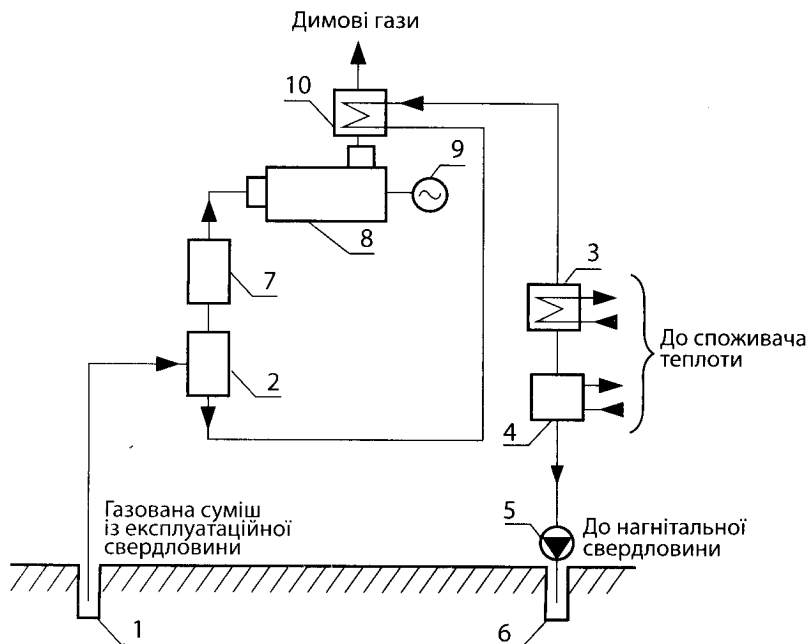 Димові гази
10
9
8
7
3
До споживача
теплоти
2
4
Газована суміш
із експлуатаційної
свердловини
5
До нагнітальної
свердловини
1
6